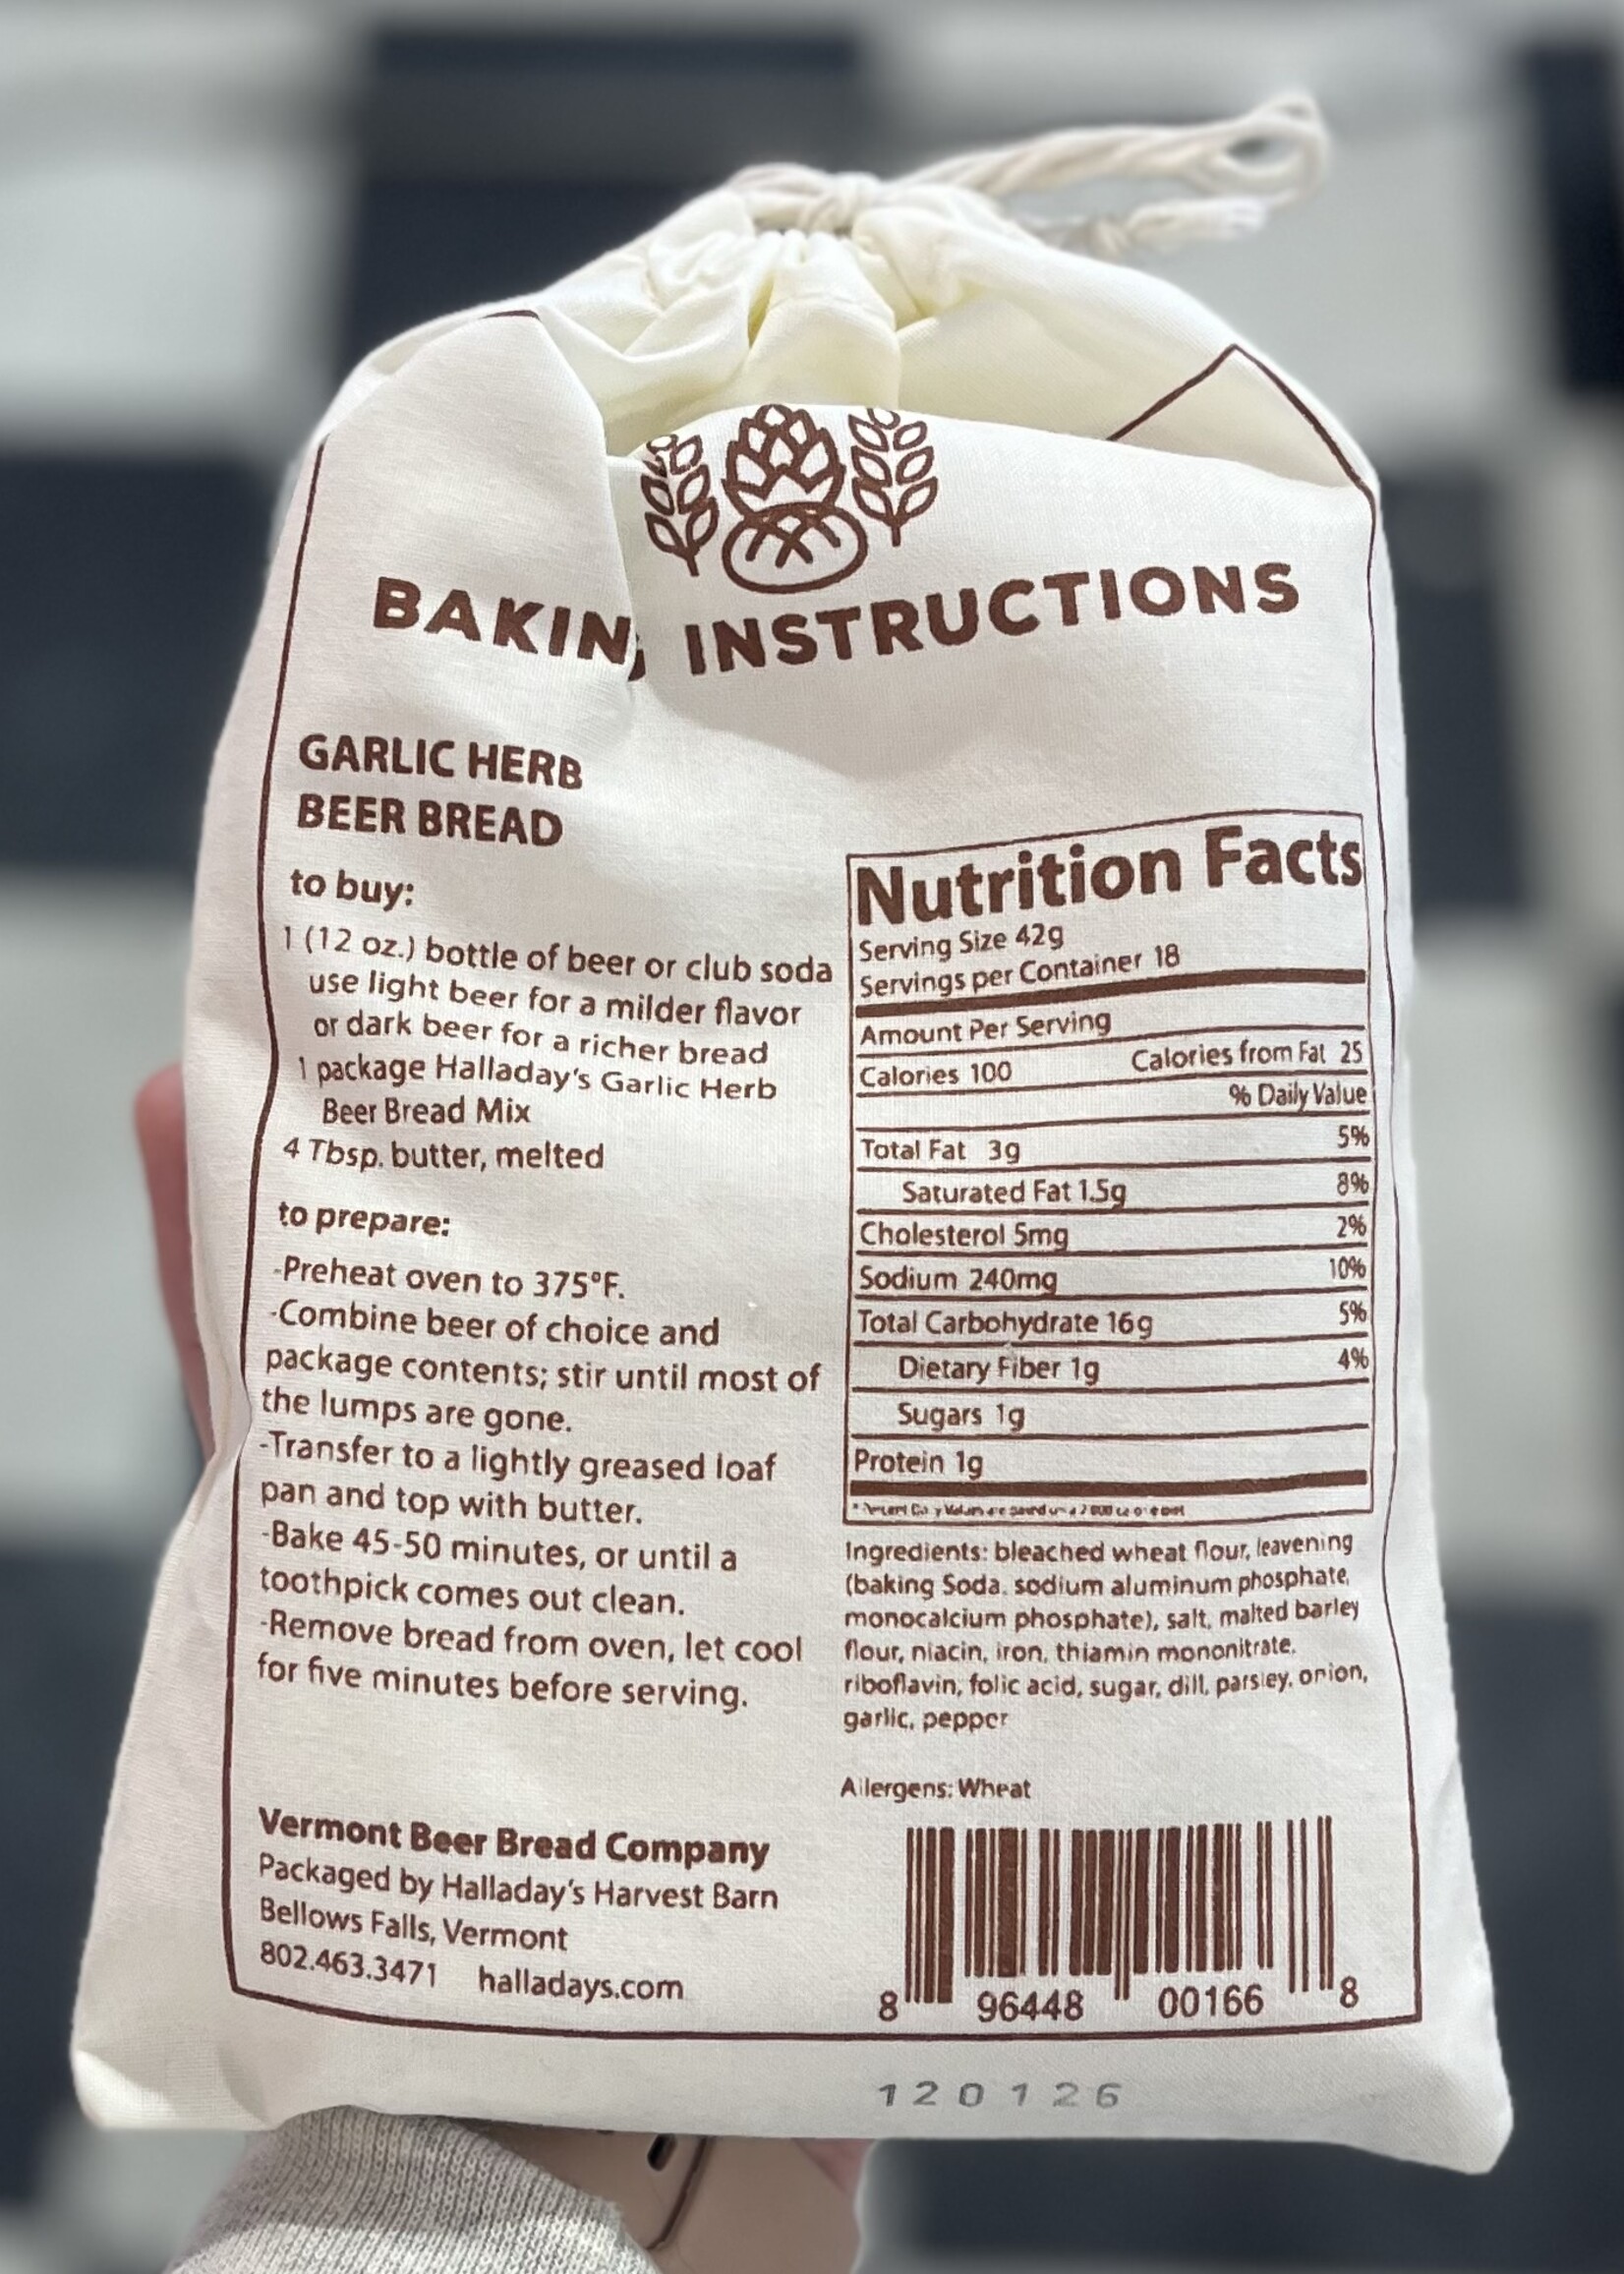 BAKIN INSTRUCTIONS
GARLIC HERB
BEER BREAD
to buy:
1 (12 oz.) bottle of beer or club soda
use light beer for a milder flavor
or dark beer for a richer bread
1 package Halladay's Garlic Herb
Beer Bread Mix
4 Tbsp. butter, melted
to prepare:
-Preheat oven to 375°F.
-Combine beer of choice and
package contents; stir until most of
the lumps are gone.
-Transfer to a lightly greased loaf
pan and top with butter.
-Bake 45-50 minutes, or until a
toothpick comes out clean.
-Remove bread from oven, let cool
for five minutes before serving.
Vermont Beer Bread Company
Packaged by Halladay's Harvest Barn
Bellows Falls, Vermont
802.463.3471 halladays.com
Nutrition Facts
Serving Size 42g
Servings per Container 18
Amount Per Serving
Calories 100 Calories from Fat 25
% Daily Value
Total Fat 3g 5%
Saturated Fat 1.5g 8%
Cholesterol 5mg 2%
Sodium 240mg 10%
Total Carbohydrate 16g 5%
Dietary Fiber 1g 4%
Sugars 1g
Protein 1g
Ingredients: bleached wheat flour, leavening
(baking Soda. sodium aluminum phosphate,
monocalcium phosphate), salt, malted barley
flour, niacin, iron, thiamin mononitrate,
riboflavin, folic acid, sugar, dill, parsley, onion,
garlic, pepper
Allergens: Wheat
8 96448 00166 8
120126